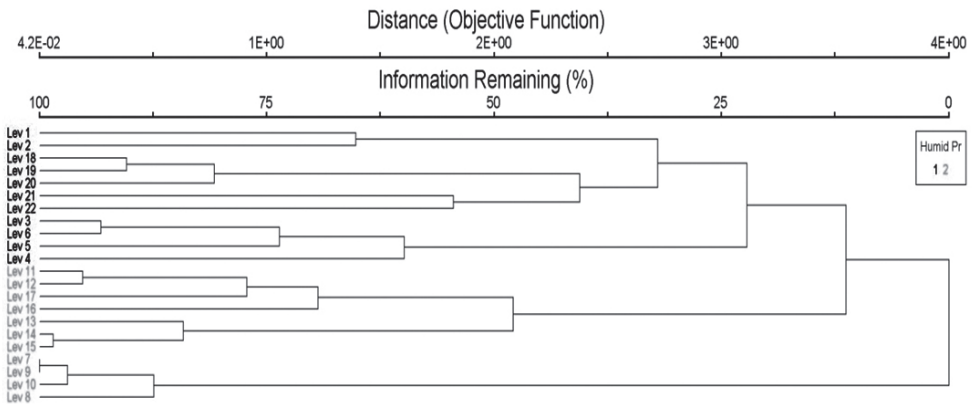 Distance (Objective Function)
4.2E-02 1E+00 2E+00 3E+00 4E+00
Information Remaining (%)
100 75 50 25 0
Lev 1
Lev 2
Lev 18
Lev 19
Lev 20
Lev 21
Lev 22
Lev 3
Lev 6
Lev 5
Lev 4
Lev 11
Lev 12
Lev 17
Lev 16
Lev 13
Lev 14
Lev 15
Lev 7
Lev 9
Lev 10
Lev 8
Humid Pr
1 2